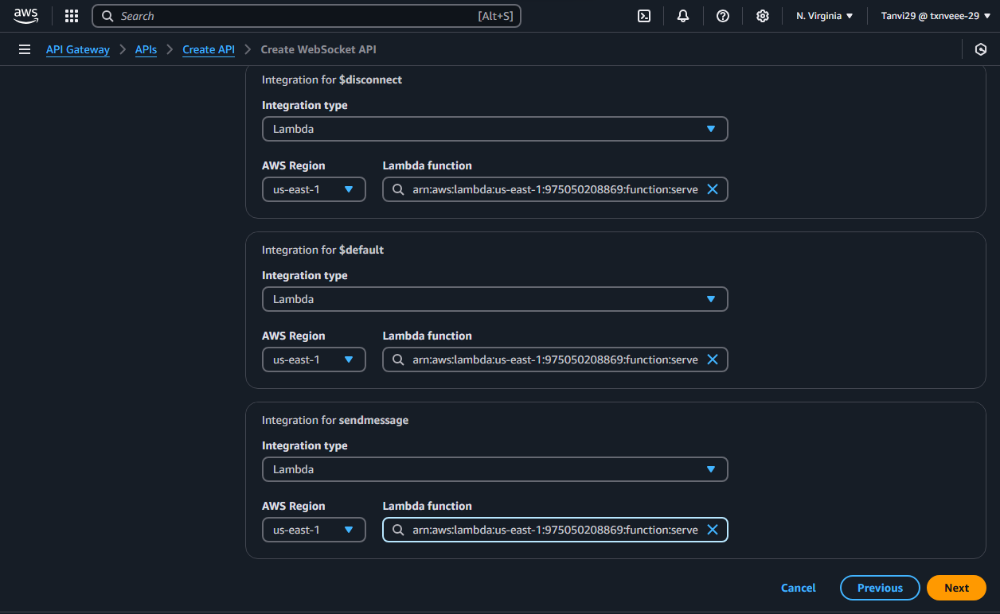 aws
Search
[Alt+S]
N. Virginia
Tanvi29 @ txnveee-29
API Gateway
APIs
Create API
Create WebSocket API
Integration for $disconnect
Integration type
Lambda
AWS Region
Lambda function
us-east-1
arn:aws:lambda:us-east-1:975050208869:function:serve
Integration for $default
Integration type
Lambda
AWS Region
Lambda function
us-east-1
arn:aws:lambda:us-east-1:975050208869:function:serve
Integration for sendmessage
Integration type
Lambda
AWS Region
Lambda function
us-east-1
arn:aws:lambda:us-east-1:975050208869:function:serve
Cancel
Previous
Next